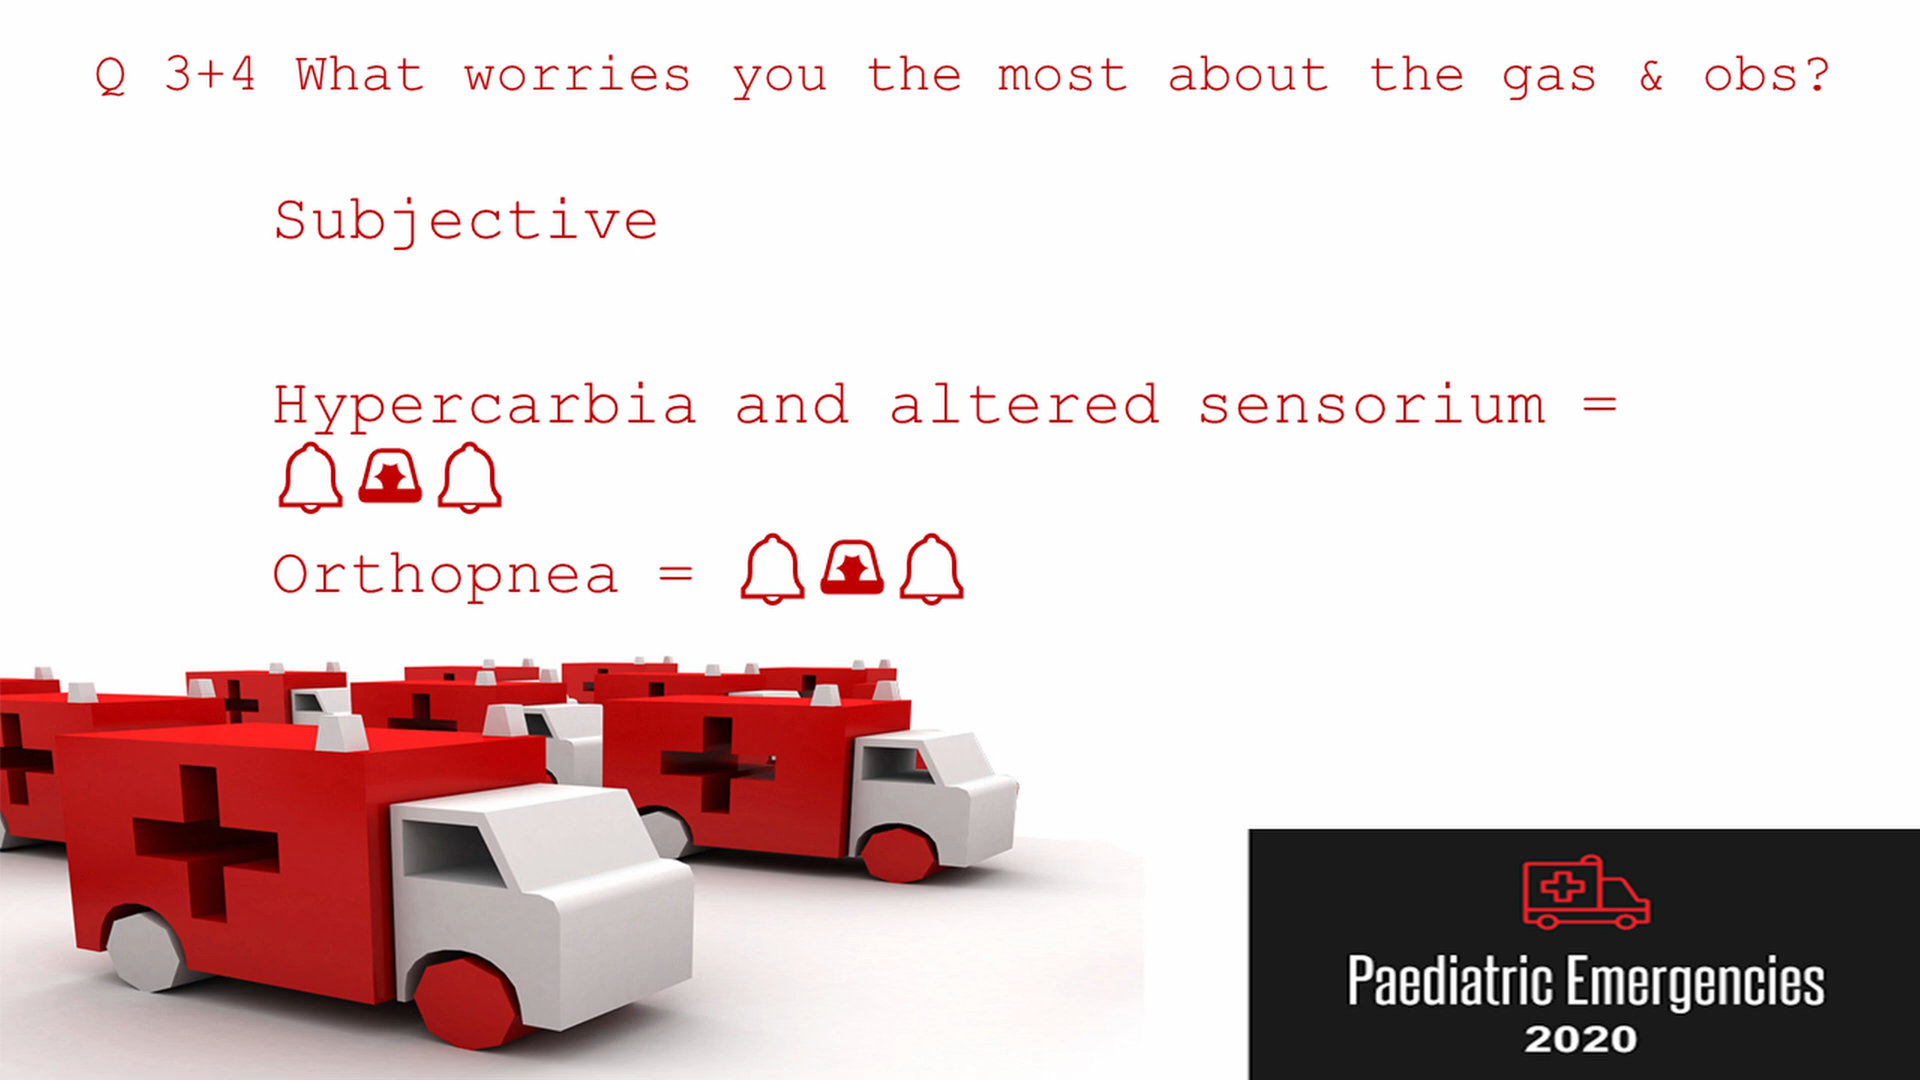 Q 3+4 What worries you the most about the gas & obs?
Subjective
Hypercarbia and altered sensorium =
🔔🚨🔔
Orthopnea = 🔔🚨🔔
Paediatric Emergencies
2020